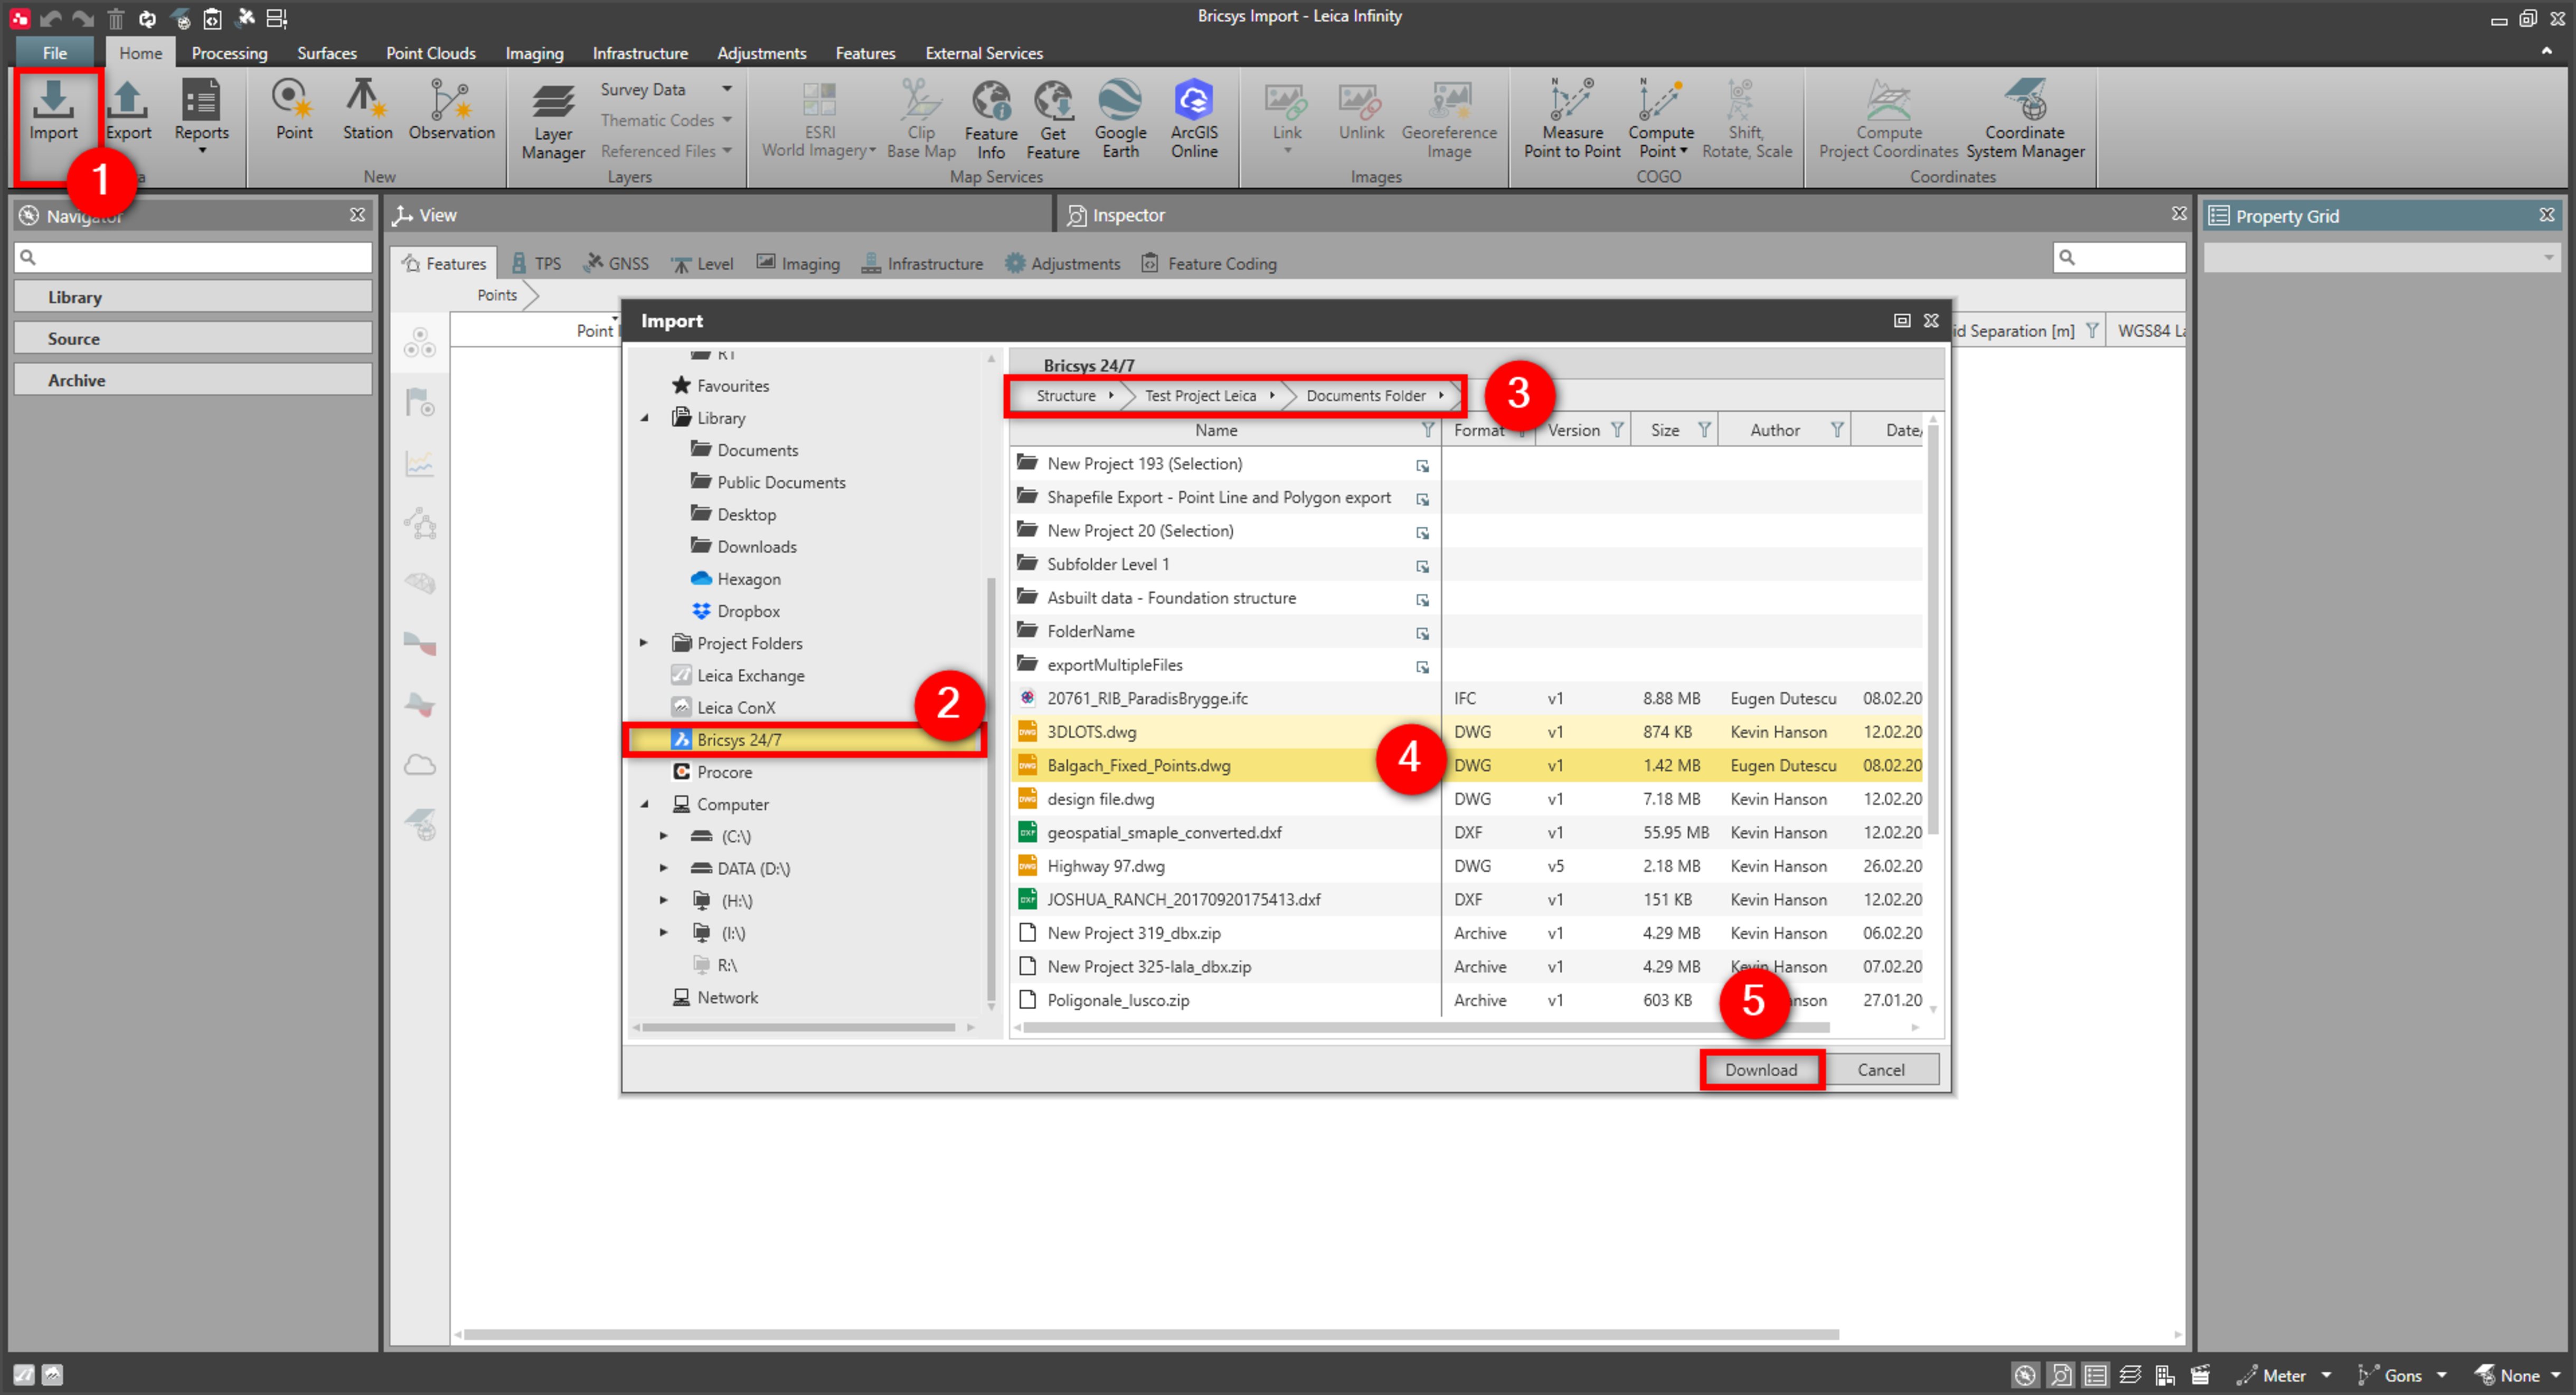 Bricsys Import - Leica Infinity
File Home Processing Surfaces Point Clouds Imaging Infrastructure Adjustments Features External Services
Import Export Reports Point Station Observation Layer Manager
Survey Data
Thematic Codes
Referenced Files
ESRI World Imagery Clip Base Map Feature Info Get Feature Google Earth ArcGIS Online
Link Unlink Georeference Image
Measure Point to Point Compute Point Shift, Rotate, Scale
Compute Project Coordinates Coordinate System Manager
New Layers Map Services Images COGO Coordinates
1
Navigator View Inspector Property Grid
Features TPS GNSS Level Imaging Infrastructure Adjustments Feature Coding
Library
Source
Archive
Points
Point
id Separation [m] WGS84 La
Import
RT
Favourites
Library
Documents
Public Documents
Desktop
Downloads
Hexagon
Dropbox
Project Folders
Leica Exchange
Leica ConX
2
Bricsys 24/7
Procore
Computer
(C:\)
DATA (D:\)
(H:\)
(I:\)
R:\
Network
Bricsys 24/7
Structure Test Project Leica Documents Folder
3
Name Format Version Size Author Date/
New Project 193 (Selection)
Shapefile Export - Point Line and Polygon export
New Project 20 (Selection)
Subfolder Level 1
Asbuilt data - Foundation structure
FolderName
exportMultipleFiles
20761_RIB_ParadisBrygge.ifc IFC v1 8.88 MB Eugen Dutescu 08.02.20
DWG 3DLOTS.dwg DWG v1 874 KB Kevin Hanson 12.02.20
4
DWG Balgach_Fixed_Points.dwg DWG v1 1.42 MB Eugen Dutescu 08.02.20
DWG design file.dwg DWG v1 7.18 MB Kevin Hanson 12.02.20
DXF geospatial_smaple_converted.dxf DXF v1 55.95 MB Kevin Hanson 12.02.20
DWG Highway 97.dwg DWG v5 2.18 MB Kevin Hanson 26.02.20
DXF JOSHUA_RANCH_20170920175413.dxf DXF v1 151 KB Kevin Hanson 12.02.20
New Project 319_dbx.zip Archive v1 4.29 MB Kevin Hanson 06.02.20
New Project 325-lala_dbx.zip Archive v1 4.29 MB Kevin Hanson 07.02.20
Poligonale_lusco.zip Archive v1 603 KB nson 27.01.20
5
Download Cancel
Meter Gons None